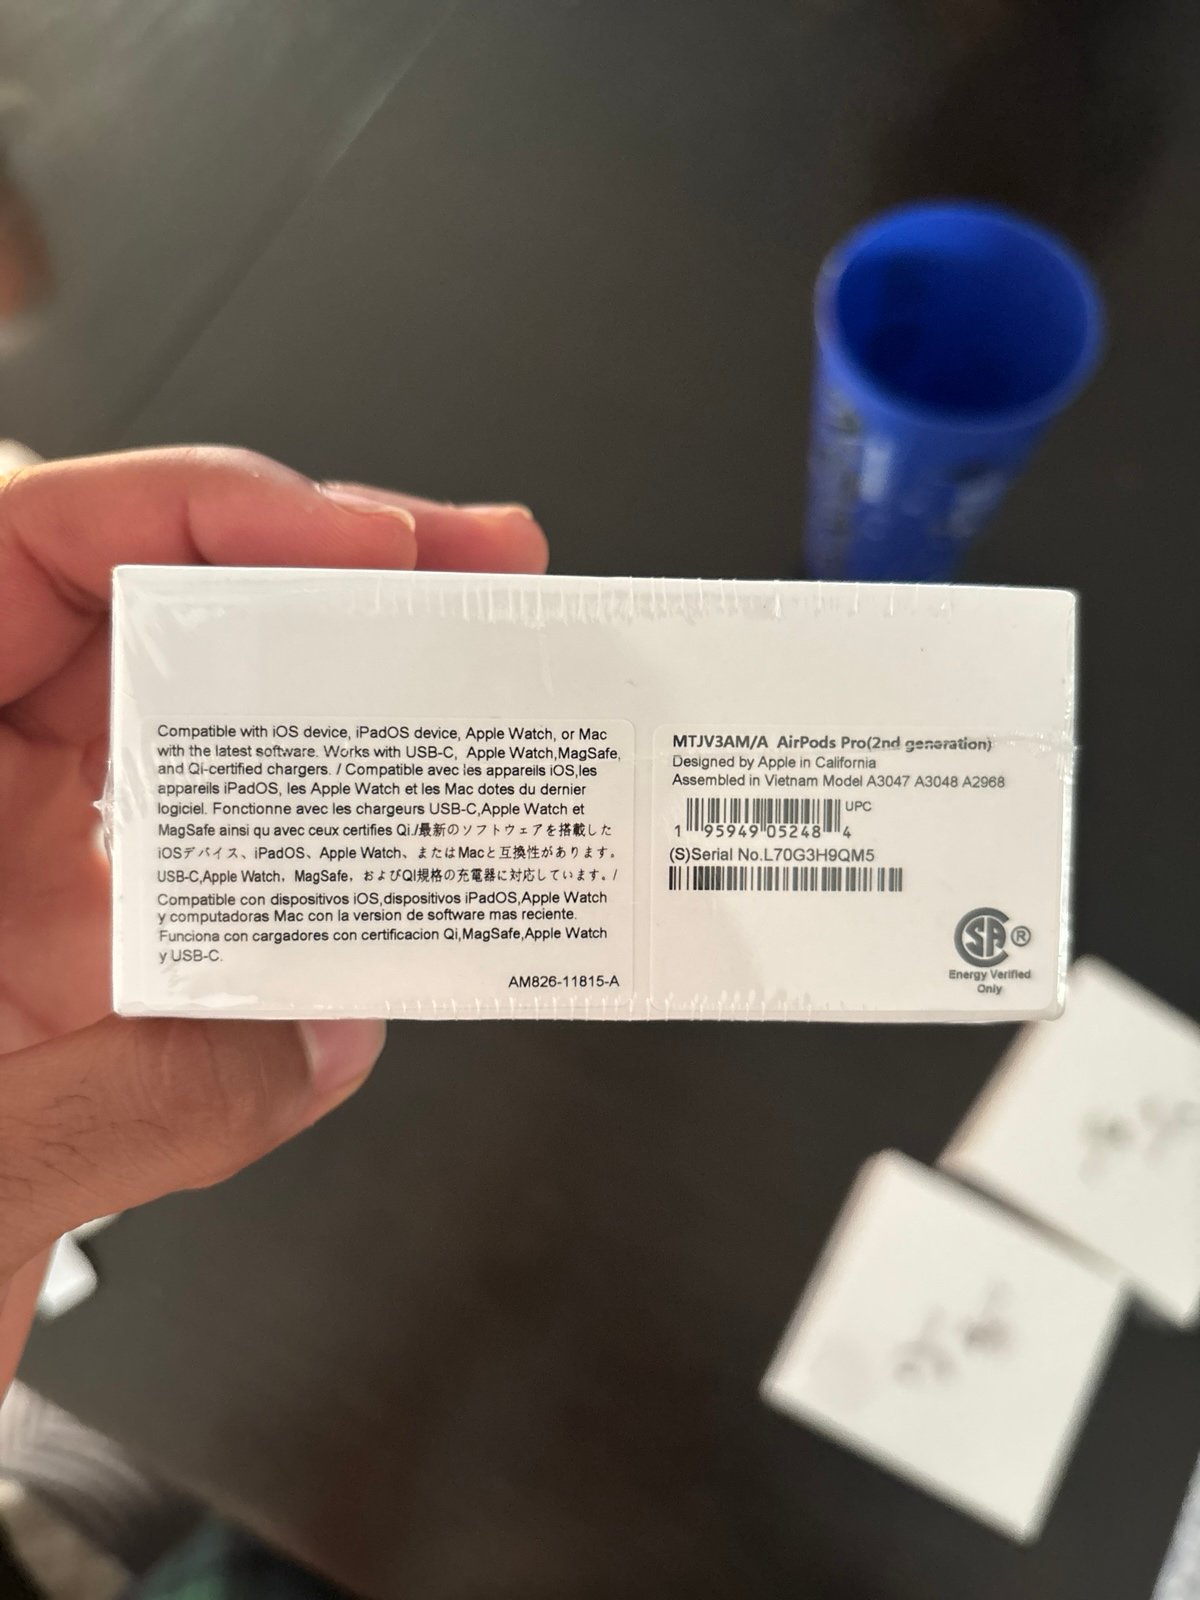 Compatible with iOS device, iPadOS device, Apple Watch, or Mac
with the latest software. Works with USB-C, Apple Watch,MagSafe,
and Qi-certified chargers. / Compatible avec les appareils iOS,les
appareils iPadOS, les Apple Watch et les Mac dotes du dernier
logiciel. Fonctionne avec les chargeurs USB-C,Apple Watch et
MagSafe ainsi qu avec ceux certifies Qi./最新のソフトウェアを搭載した
iOSデバイス、iPadOS、Apple Watch、またはMacと互換性があります。
USB-C,Apple Watch，MagSafe，およびQI規格の充電器に対応しています。/
Compatible con dispositivos iOS,dispositivos iPadOS,Apple Watch
y computadoras Mac con la version de software mas reciente.
Funciona con cargadores con certificacion Qi,MagSafe,Apple Watch
y USB-C.
AM826-11815-A
MTJV3AM/A AirPods Pro(2nd generation)
Designed by Apple in California
Assembled in Vietnam Model A3047 A3048 A2968
UPC
1 95949 05248 4
(S)Serial No.L70G3H9QM5
SA ®
Energy Verified
Only